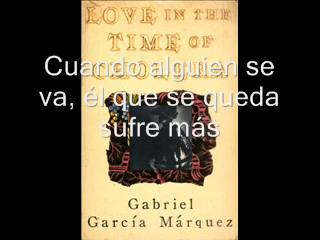 LOVE IN THE
TIME OF
Cuando alguien se
va, él que se queda
sufre más
Gabriel
García Márquez